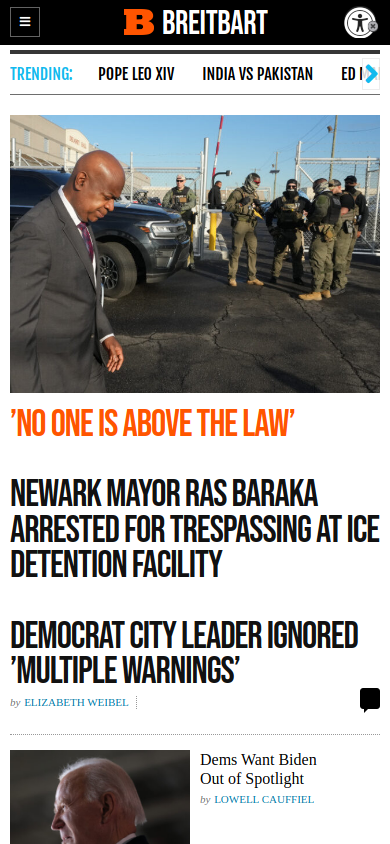 B BREITBART
TRENDING: POPE LEO XIV INDIA VS PAKISTAN ED
’NO ONE IS ABOVE THE LAW’
NEWARK MAYOR RAS BARAKA
ARRESTED FOR TRESPASSING AT ICE
DETENTION FACILITY
DEMOCRAT CITY LEADER IGNORED
’MULTIPLE WARNINGS’
by ELIZABETH WEIBEL
Dems Want Biden
Out of Spotlight
by LOWELL CAUFFIEL